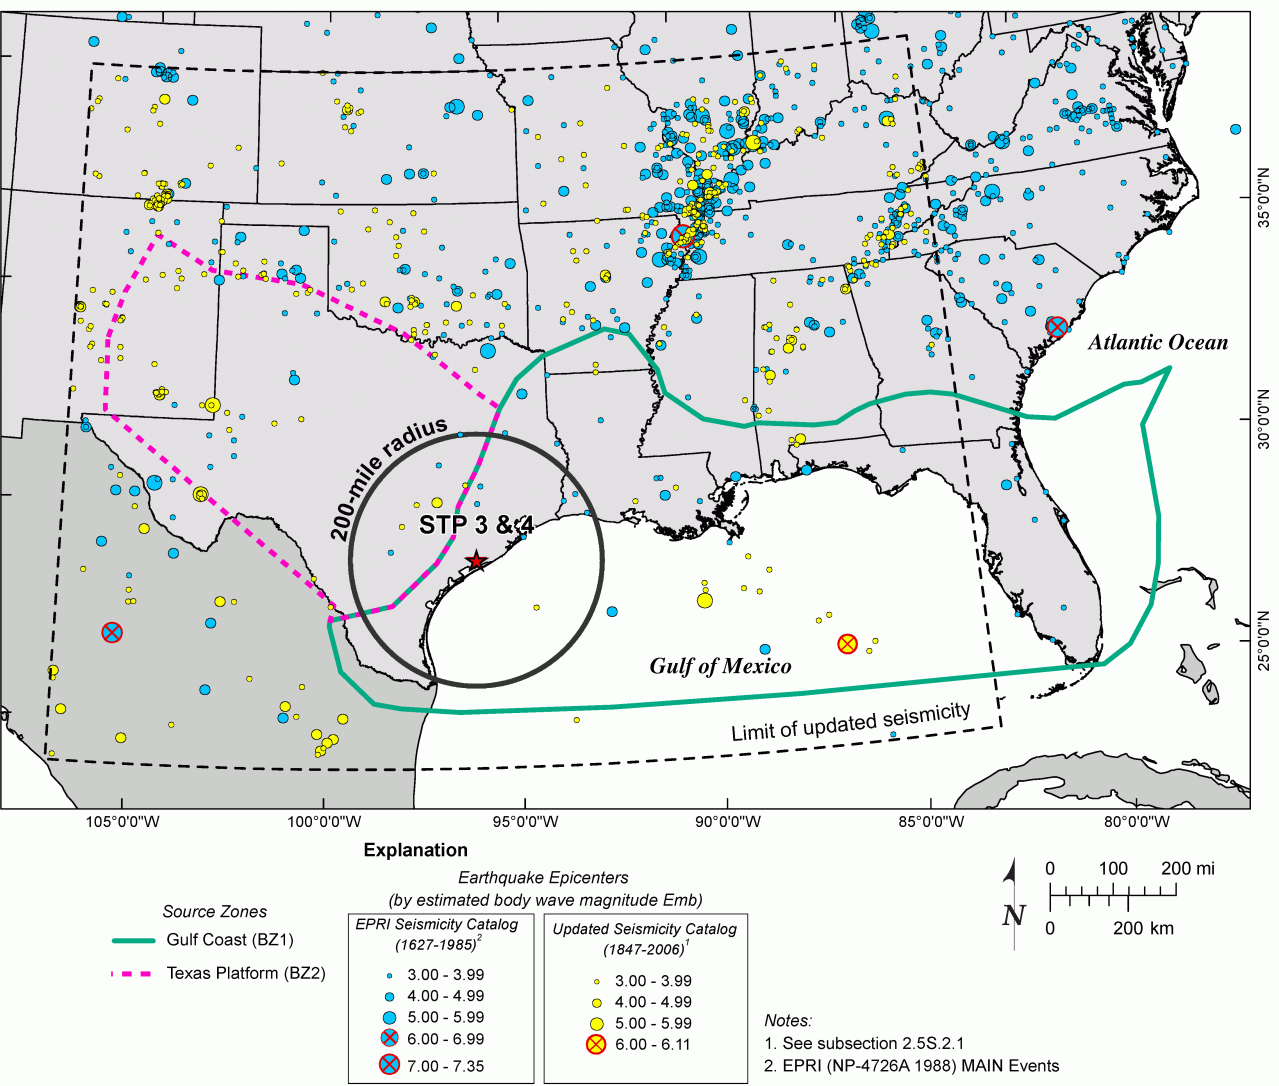 35°0'0"N
200-mile radius
STP 3 & 4
Atlantic Ocean
30°0'0"N
Gulf of Mexico
25°0'0"N
Limit of updated seismicity
105°0'0"W 100°0'0"W 95°0'0"W 90°0'0"W 85°0'0"W 80°0'0"W
Explanation
Earthquake Epicenters
(by estimated body wave magnitude Emb)
Source Zones
Gulf Coast (BZ1)
Texas Platform (BZ2)
EPRI Seismicity Catalog
(1627-1985)2
3.00 - 3.99
4.00 - 4.99
5.00 - 5.99
6.00 - 6.99
7.00 - 7.35
Updated Seismicity Catalog
(1847-2006)1
3.00 - 3.99
4.00 - 4.99
5.00 - 5.99
6.00 - 6.11
N
0 100 200 mi
0 200 km
Notes:
1. See subsection 2.5S.2.1
2. EPRI (NP-4726A 1988) MAIN Events